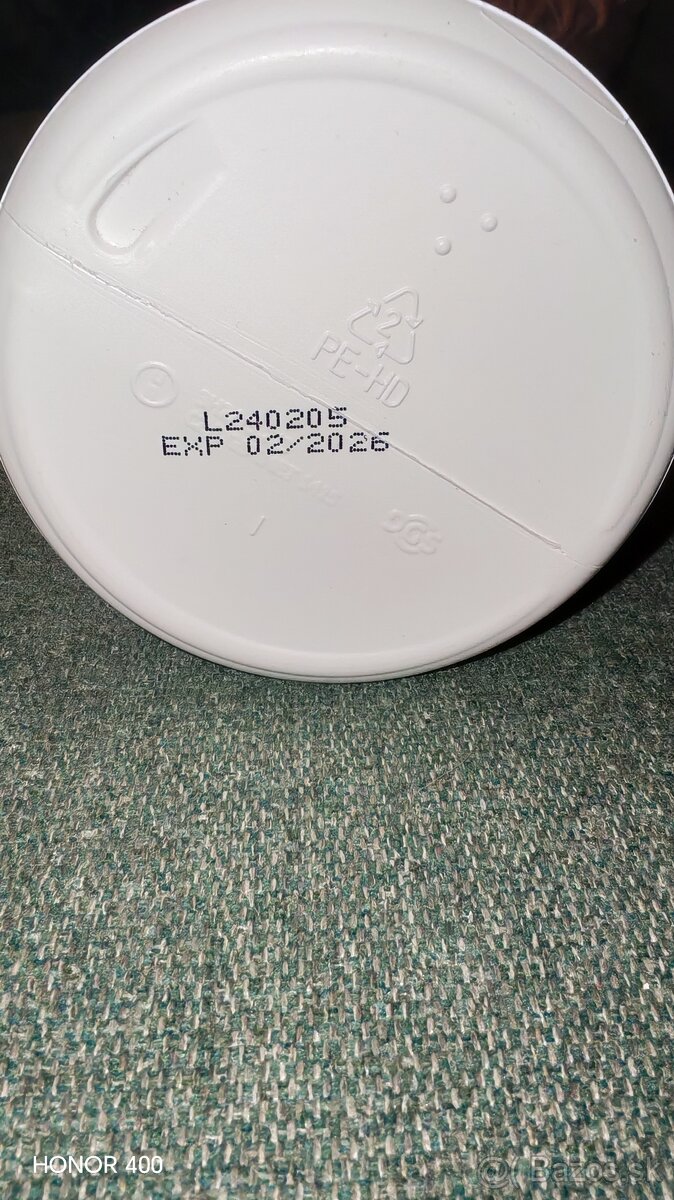 2
PE-HD
L240205
EXP 02/2026
HONOR 400
@ Bazos.sk